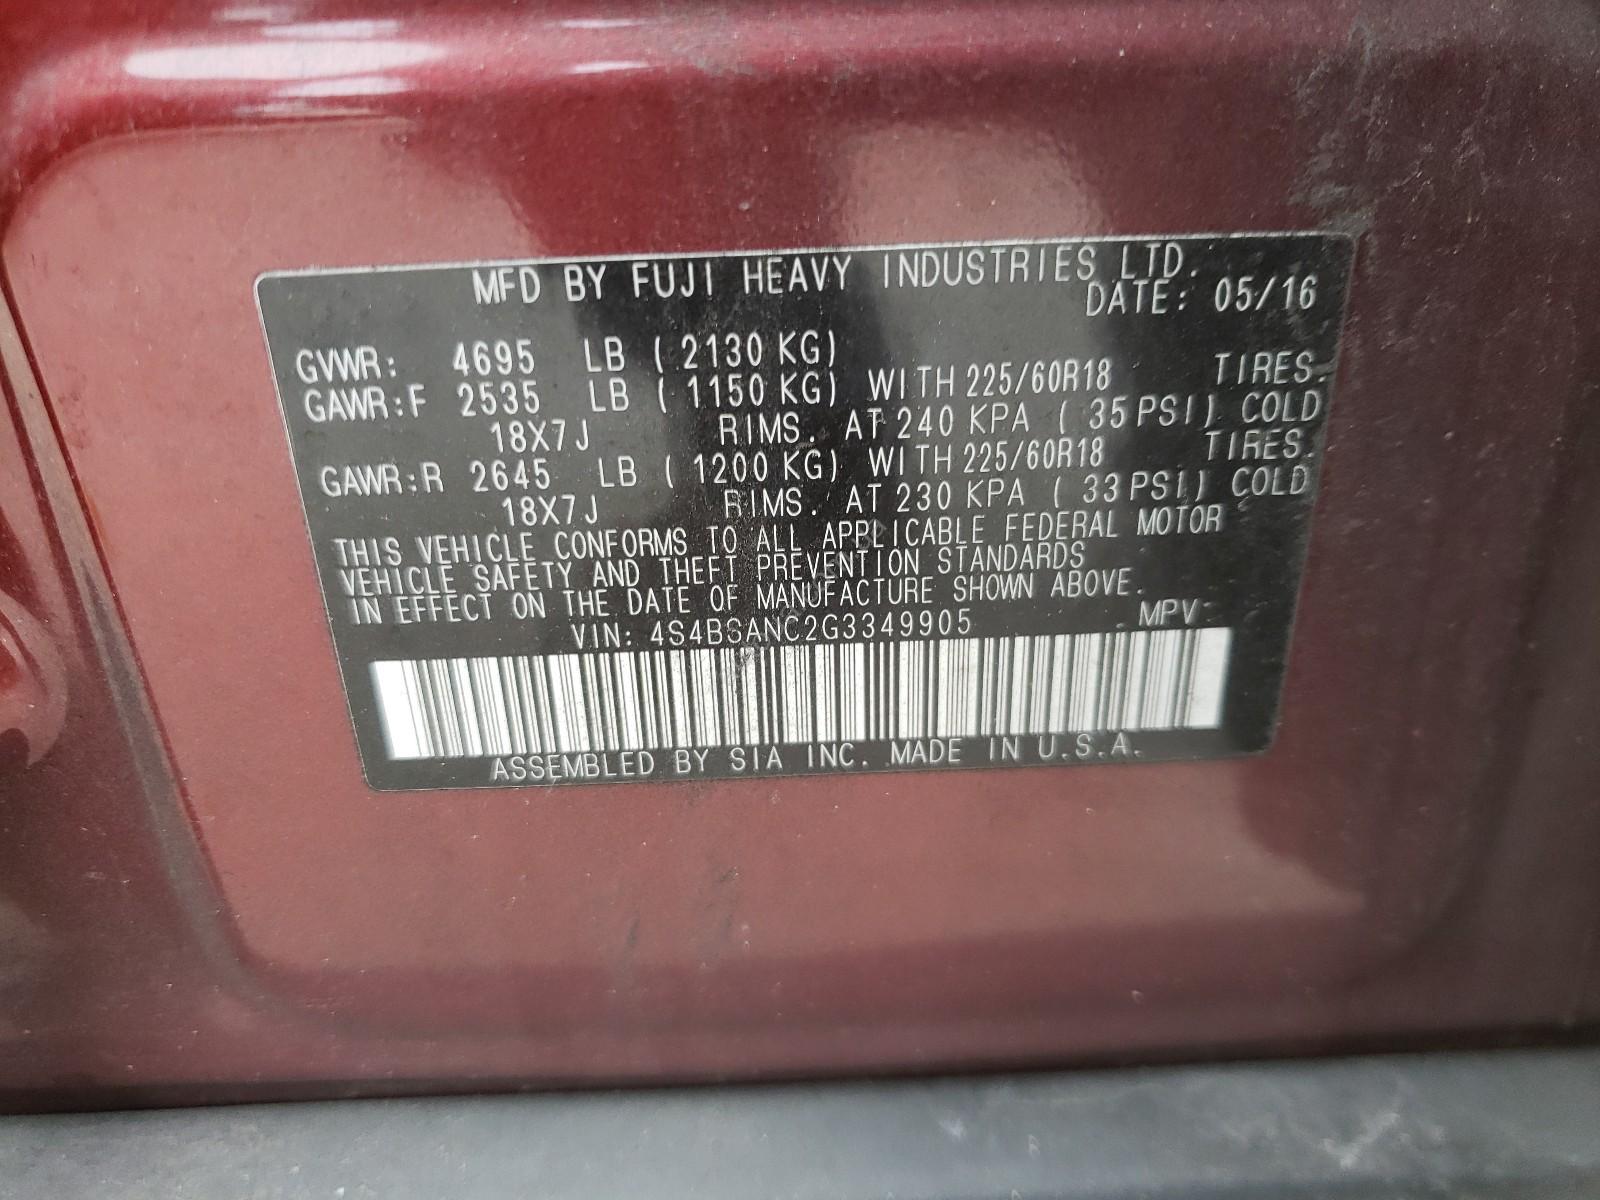 MFD BY FUJI HEAVY INDUSTRIES LTD.
DATE: 05/16
GVWR: 4695 LB ( 2130 KG)
GAWR:F 2535 LB ( 1150 KG) WITH 225/60R18 TIRES.
18X7J RIMS. AT 240 KPA ( 35 PSI) COLD
GAWR:R 2645 LB ( 1200 KG) WITH 225/60R18 TIRES.
18X7J RIMS. AT 230 KPA ( 33 PSI) COLD
THIS VEHICLE CONFORMS TO ALL APPLICABLE FEDERAL MOTOR
VEHICLE SAFETY AND THEFT PREVENTION STANDARDS
IN EFFECT ON THE DATE OF MANUFACTURE SHOWN ABOVE.
VIN: 4S4BSANC2G3349905 MPV
ASSEMBLED BY SIA INC. MADE IN U.S.A.